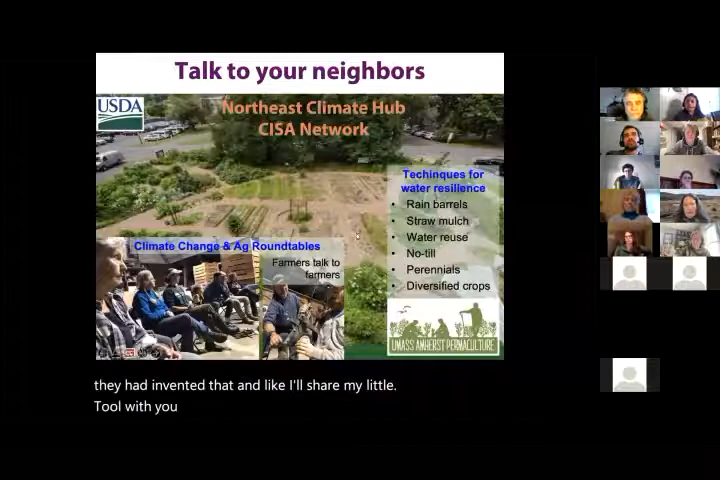 Talk to your neighbors
USDA
Northeast Climate Hub
CISA Network
Techinques for
water resilience
• Rain barrels
• Straw mulch
• Water reuse
• No-till
• Perennials
• Diversified crops
Climate Change & Ag Roundtables
Farmers talk to
farmers
UMASS AMHERST PERMACULTURE
they had invented that and like I'll share my little.
Tool with you